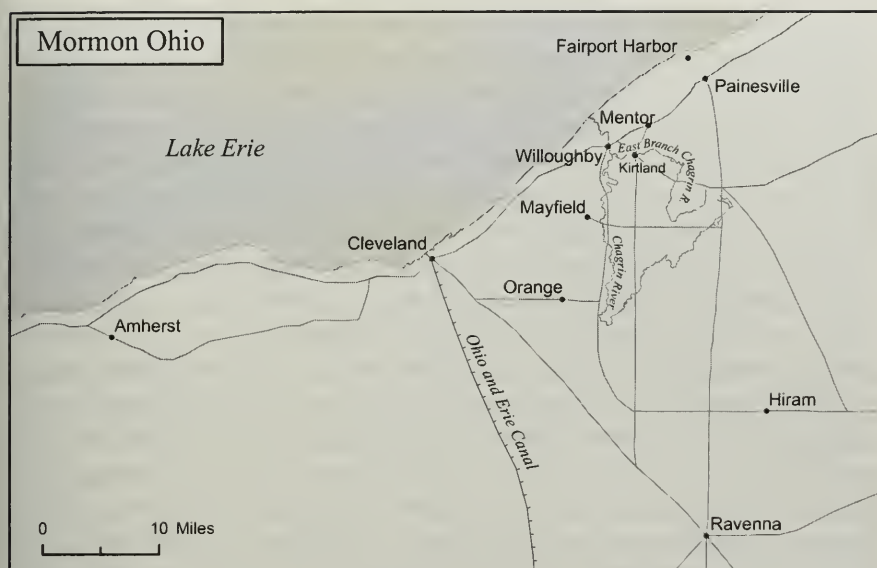 Mormon Ohio
Fairport Harbor
Painesville
Mentor
Lake Erie
Willoughby
East Branch Chagrin R.
Kirtland
Mayfield
Cleveland
Chagrin River
Orange
Amherst
Ohio and Erie Canal
Hiram
0 10 Miles
Ravenna